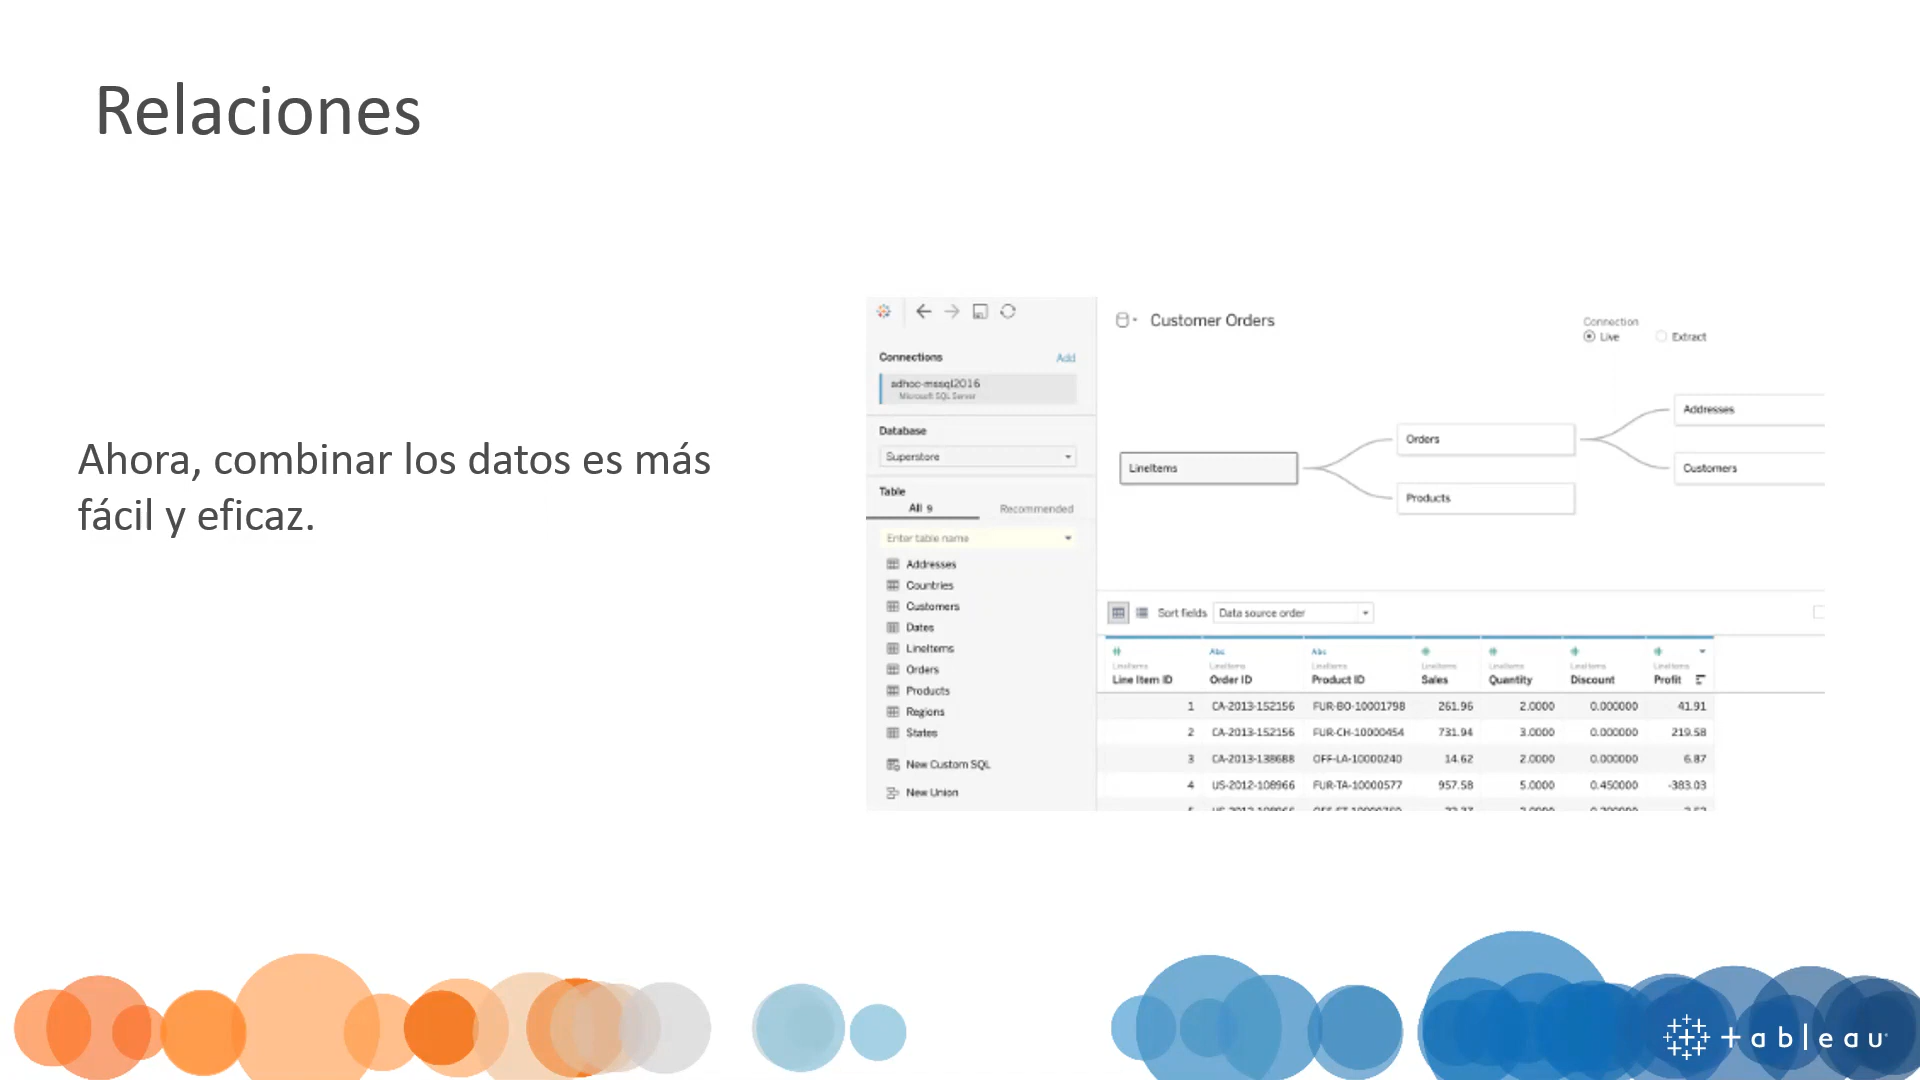 Relaciones
Ahora, combinar los datos es más
fácil y eficaz.
Connections Add
adhoc-mssql2016
Microsoft SQL Server
Database
Superstore
Table
All 9 Recommended
Enter table name
Addresses
Countries
Customers
Dates
LineItems
Orders
Products
Regions
States
New Custom SQL
New Union
Customer Orders
Connection
Live Extract
LineItems
Orders
Products
Addresses
Customers
Sort fields Data source order
Abc Abc
LineItems LineItems LineItems LineItems LineItems LineItems LineItems
Line Item ID Order ID Product ID Sales Quantity Discount Profit
1 CA-2013-152156 FUR-BO-10001798 261.96 2.0000 0.000000 41.91
2 CA-2013-152156 FUR-CH-10000454 731.94 3.0000 0.000000 219.58
3 CA-2013-138688 OFF-LA-10000240 14.62 2.0000 0.000000 6.87
4 US-2012-108966 FUR-TA-10000577 957.58 5.0000 0.450000 -383.03
tableau